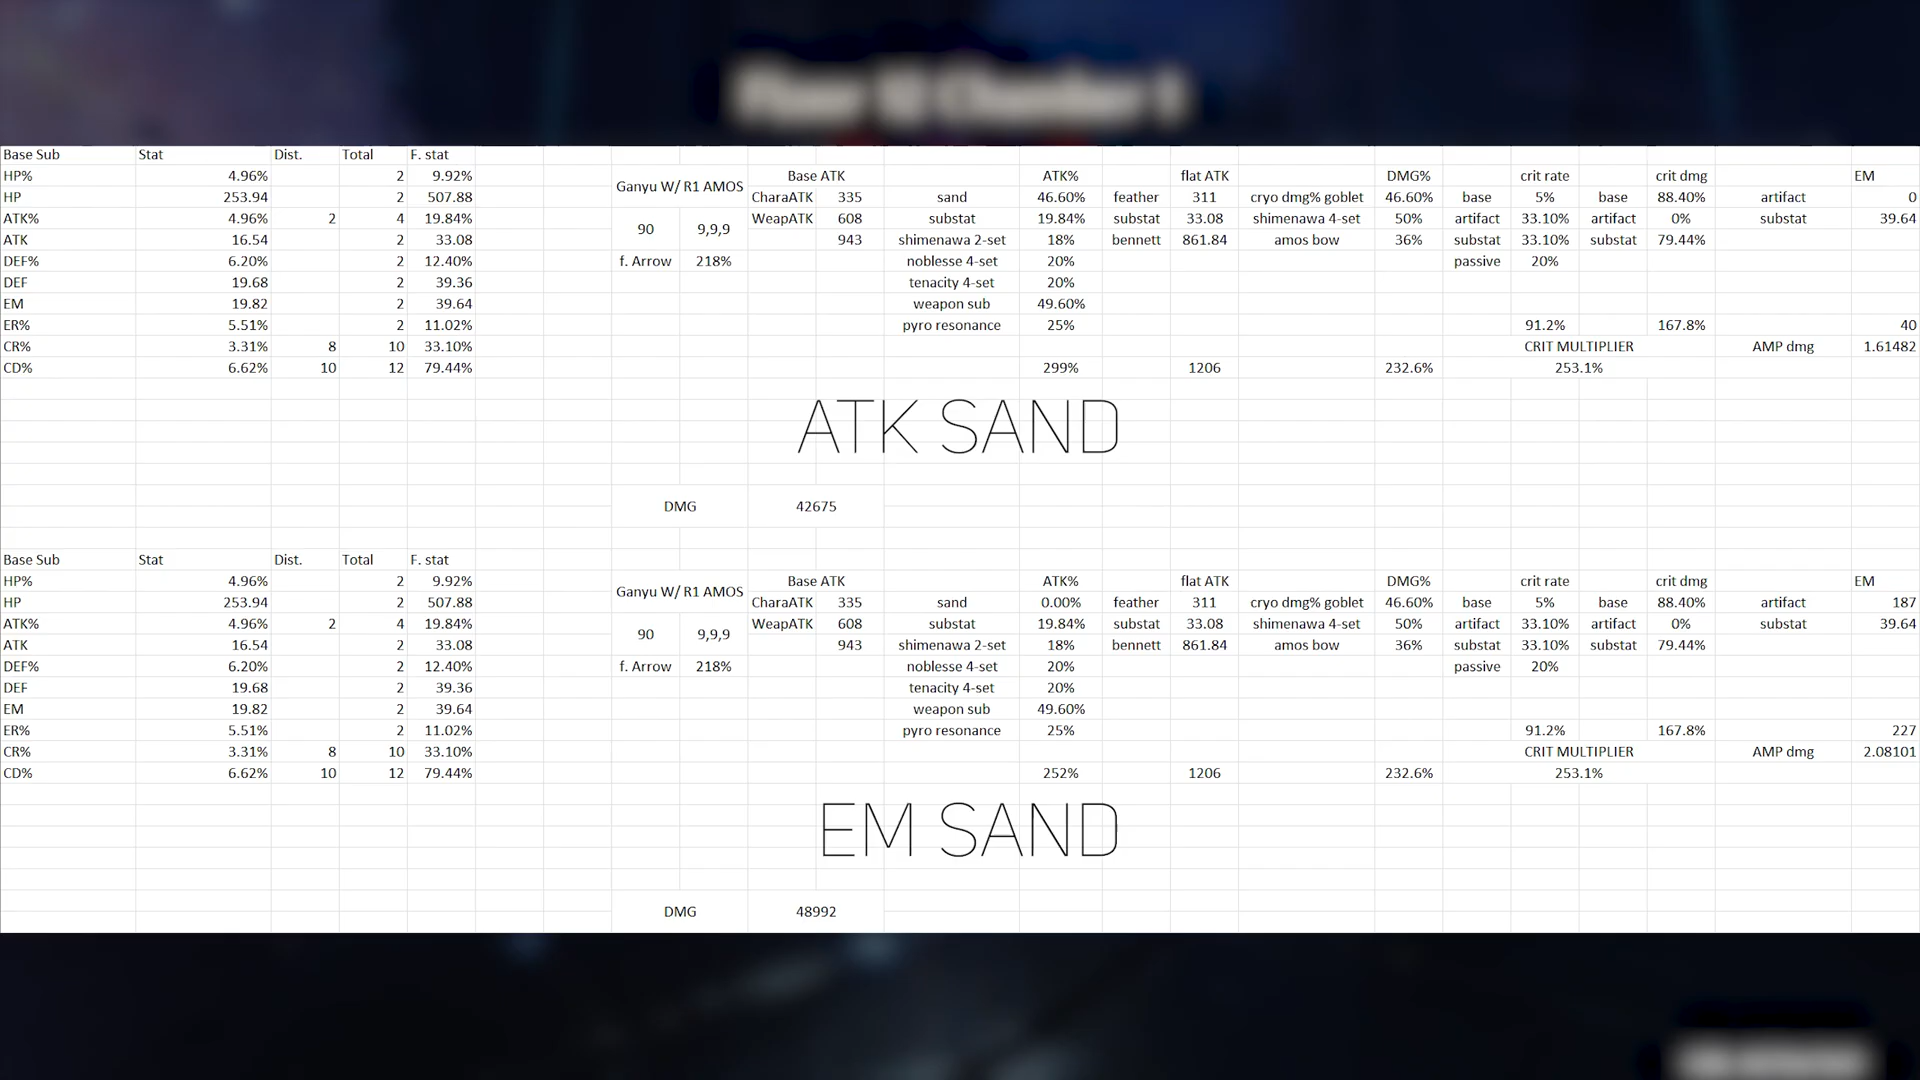 Base Sub Stat Dist. Total F. stat
HP% 4.96% 2 9.92% Base ATK ATK% flat ATK DMG% crit rate crit dmg EM
Ganyu W/ R1 AMOS
HP 253.94 2 507.88 CharaATK 335 sand 46.60% feather 311 cryo dmg% goblet 46.60% base 5% base 88.40% artifact 0
ATK% 4.96% 2 4 19.84% WeapATK 608 substat 19.84% substat 33.08 shimenawa 4-set 50% artifact 33.10% artifact 0% substat 39.64
90 9,9,9
ATK 16.54 2 33.08 943 shimenawa 2-set 18% bennett 861.84 amos bow 36% substat 33.10% substat 79.44%
DEF% 6.20% 2 12.40% f. Arrow 218% noblesse 4-set 20% passive 20%
DEF 19.68 2 39.36 tenacity 4-set 20%
EM 19.82 2 39.64 weapon sub 49.60%
ER% 5.51% 2 11.02% pyro resonance 25% 91.2% 167.8% 40
CR% 3.31% 8 10 33.10% CRIT MULTIPLIER AMP dmg 1.61482
CD% 6.62% 10 12 79.44% 299% 1206 232.6% 253.1%
ATK SAND
DMG 42675
Base Sub Stat Dist. Total F. stat
HP% 4.96% 2 9.92% Base ATK ATK% flat ATK DMG% crit rate crit dmg EM
Ganyu W/ R1 AMOS
HP 253.94 2 507.88 CharaATK 335 sand 0.00% feather 311 cryo dmg% goblet 46.60% base 5% base 88.40% artifact 187
ATK% 4.96% 2 4 19.84% WeapATK 608 substat 19.84% substat 33.08 shimenawa 4-set 50% artifact 33.10% artifact 0% substat 39.64
90 9,9,9
ATK 16.54 2 33.08 943 shimenawa 2-set 18% bennett 861.84 amos bow 36% substat 33.10% substat 79.44%
DEF% 6.20% 2 12.40% f. Arrow 218% noblesse 4-set 20% passive 20%
DEF 19.68 2 39.36 tenacity 4-set 20%
EM 19.82 2 39.64 weapon sub 49.60%
ER% 5.51% 2 11.02% pyro resonance 25% 91.2% 167.8% 227
CR% 3.31% 8 10 33.10% CRIT MULTIPLIER AMP dmg 2.08101
CD% 6.62% 10 12 79.44% 252% 1206 232.6% 253.1%
EM SAND
DMG 48992